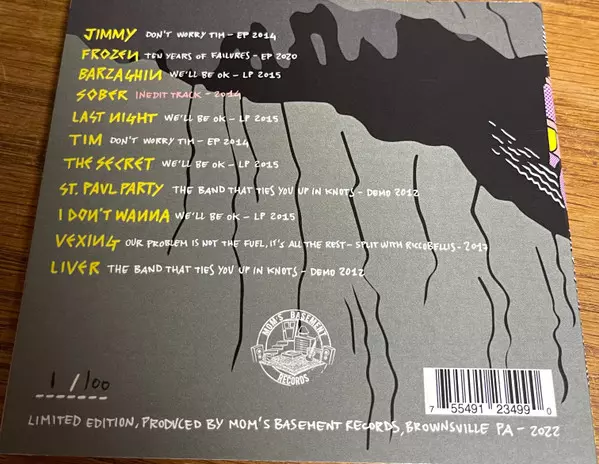 JIMMY DON'T WORRY TIM - EP 2014
FROZEN TEN YEARS OF FAILURES - EP 2020
BARZAGHIN WE'LL BE OK - LP 2015
SOBER INEDIT TRACK - 2014
LAST NIGHT WE'LL BE OK - LP 2015
TIM DON'T WORRY TIM - EP 2014
THE SECRET WE'LL BE OK - LP 2015
ST. PAUL PARTY THE BAND THAT TIES YOU UP IN KNOTS - DEMO 2012
I DON'T WANNA WE'LL BE OK - LP 2015
VEXING OUR PROBLEM IS NOT THE FUEL, IT'S ALL THE REST - SPLIT WITH RICCOBELLIS - 2017
LIVER THE BAND THAT TIES YOU UP IN KNOTS - DEMO 2012
MOM'S BASEMENT
RECORDS
1/100
7 55491 23499 0
LIMITED EDITION, PRODUCED BY MOM'S BASEMENT RECORDS, BROWNSVILLE PA - 2022